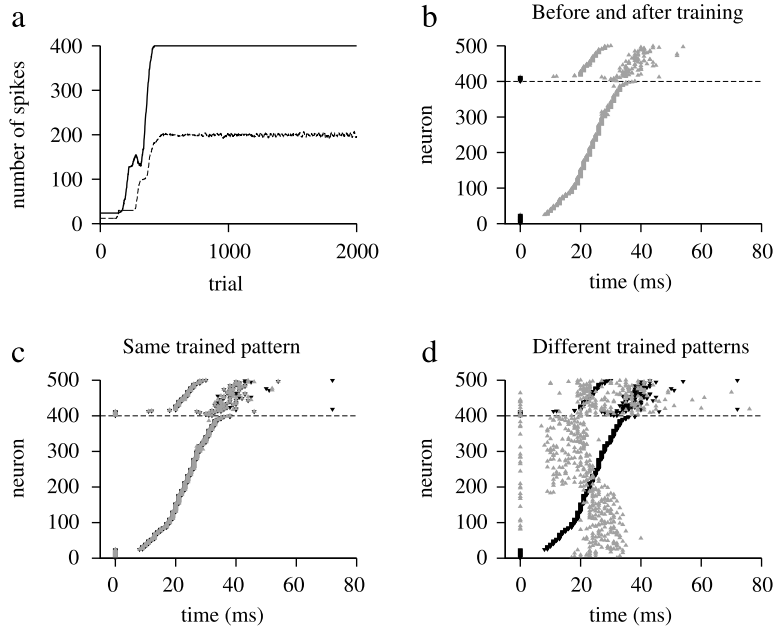 a
400
300
200
100
0
number of spikes
0
1000
2000
trial
b
Before and after training
500
400
300
200
100
0
neuron
0
20
40
60
80
time (ms)
c
Same trained pattern
500
400
300
200
100
0
neuron
0
20
40
60
80
time (ms)
d
Different trained patterns
500
400
300
200
100
0
neuron
0
20
40
60
80
time (ms)